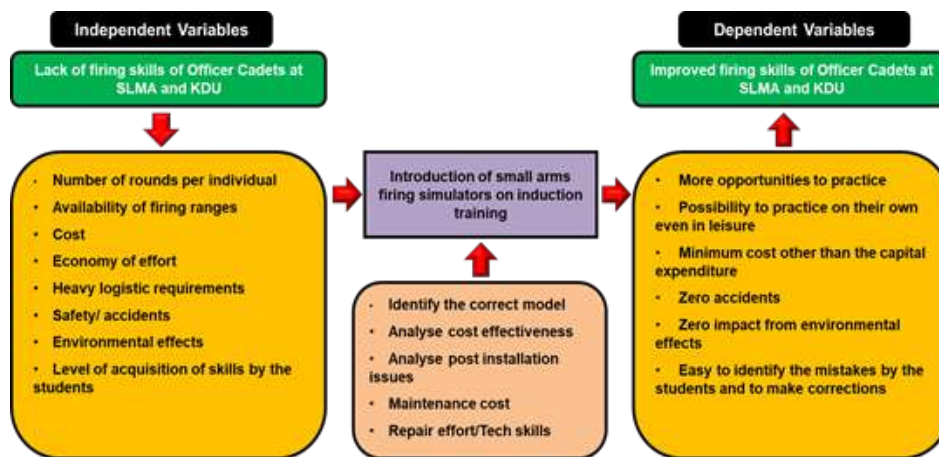 Independent Variables
Lack of firing skills of Officer Cadets at
SLMA and KDU
• Number of rounds per individual
• Availability of firing ranges
• Cost
• Economy of effort
• Heavy logistic requirements
• Safety/ accidents
• Environmental effects
• Level of acquisition of skills by the
students
Introduction of small arms
firing simulators on induction
training
• Identify the correct model
• Analyse cost effectiveness
• Analyse post installation
issues
• Maintenance cost
• Repair effort/Tech skills
Dependent Variables
Improved firing skills of Officer Cadets at
SLMA and KDU
• More opportunities to practice
• Possibility to practice on their own
even in leisure
• Minimum cost other than the capital
expenditure
• Zero accidents
• Zero impact from environmental
effects
• Easy to identify the mistakes by the
students and to make corrections